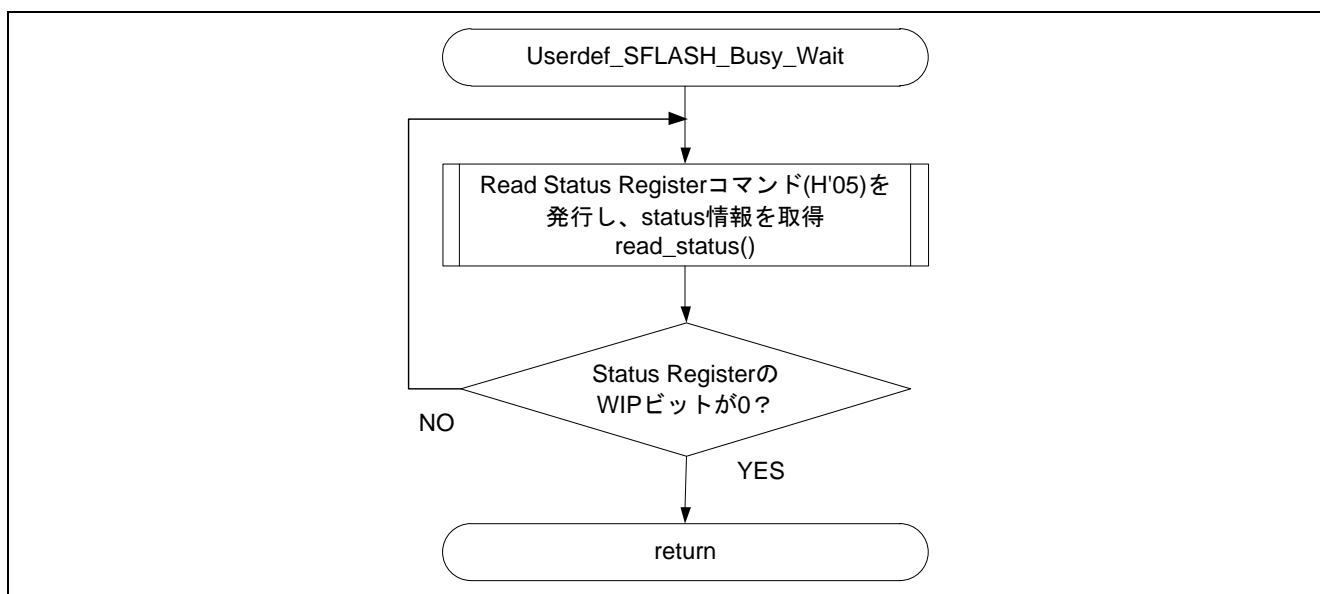 Userdef_SFLASH_Busy_Wait
Read Status Registerコマンド(H'05)を
発行し、status情報を取得
read_status()
Status Registerの
WIPビットが0？
NO
YES
return